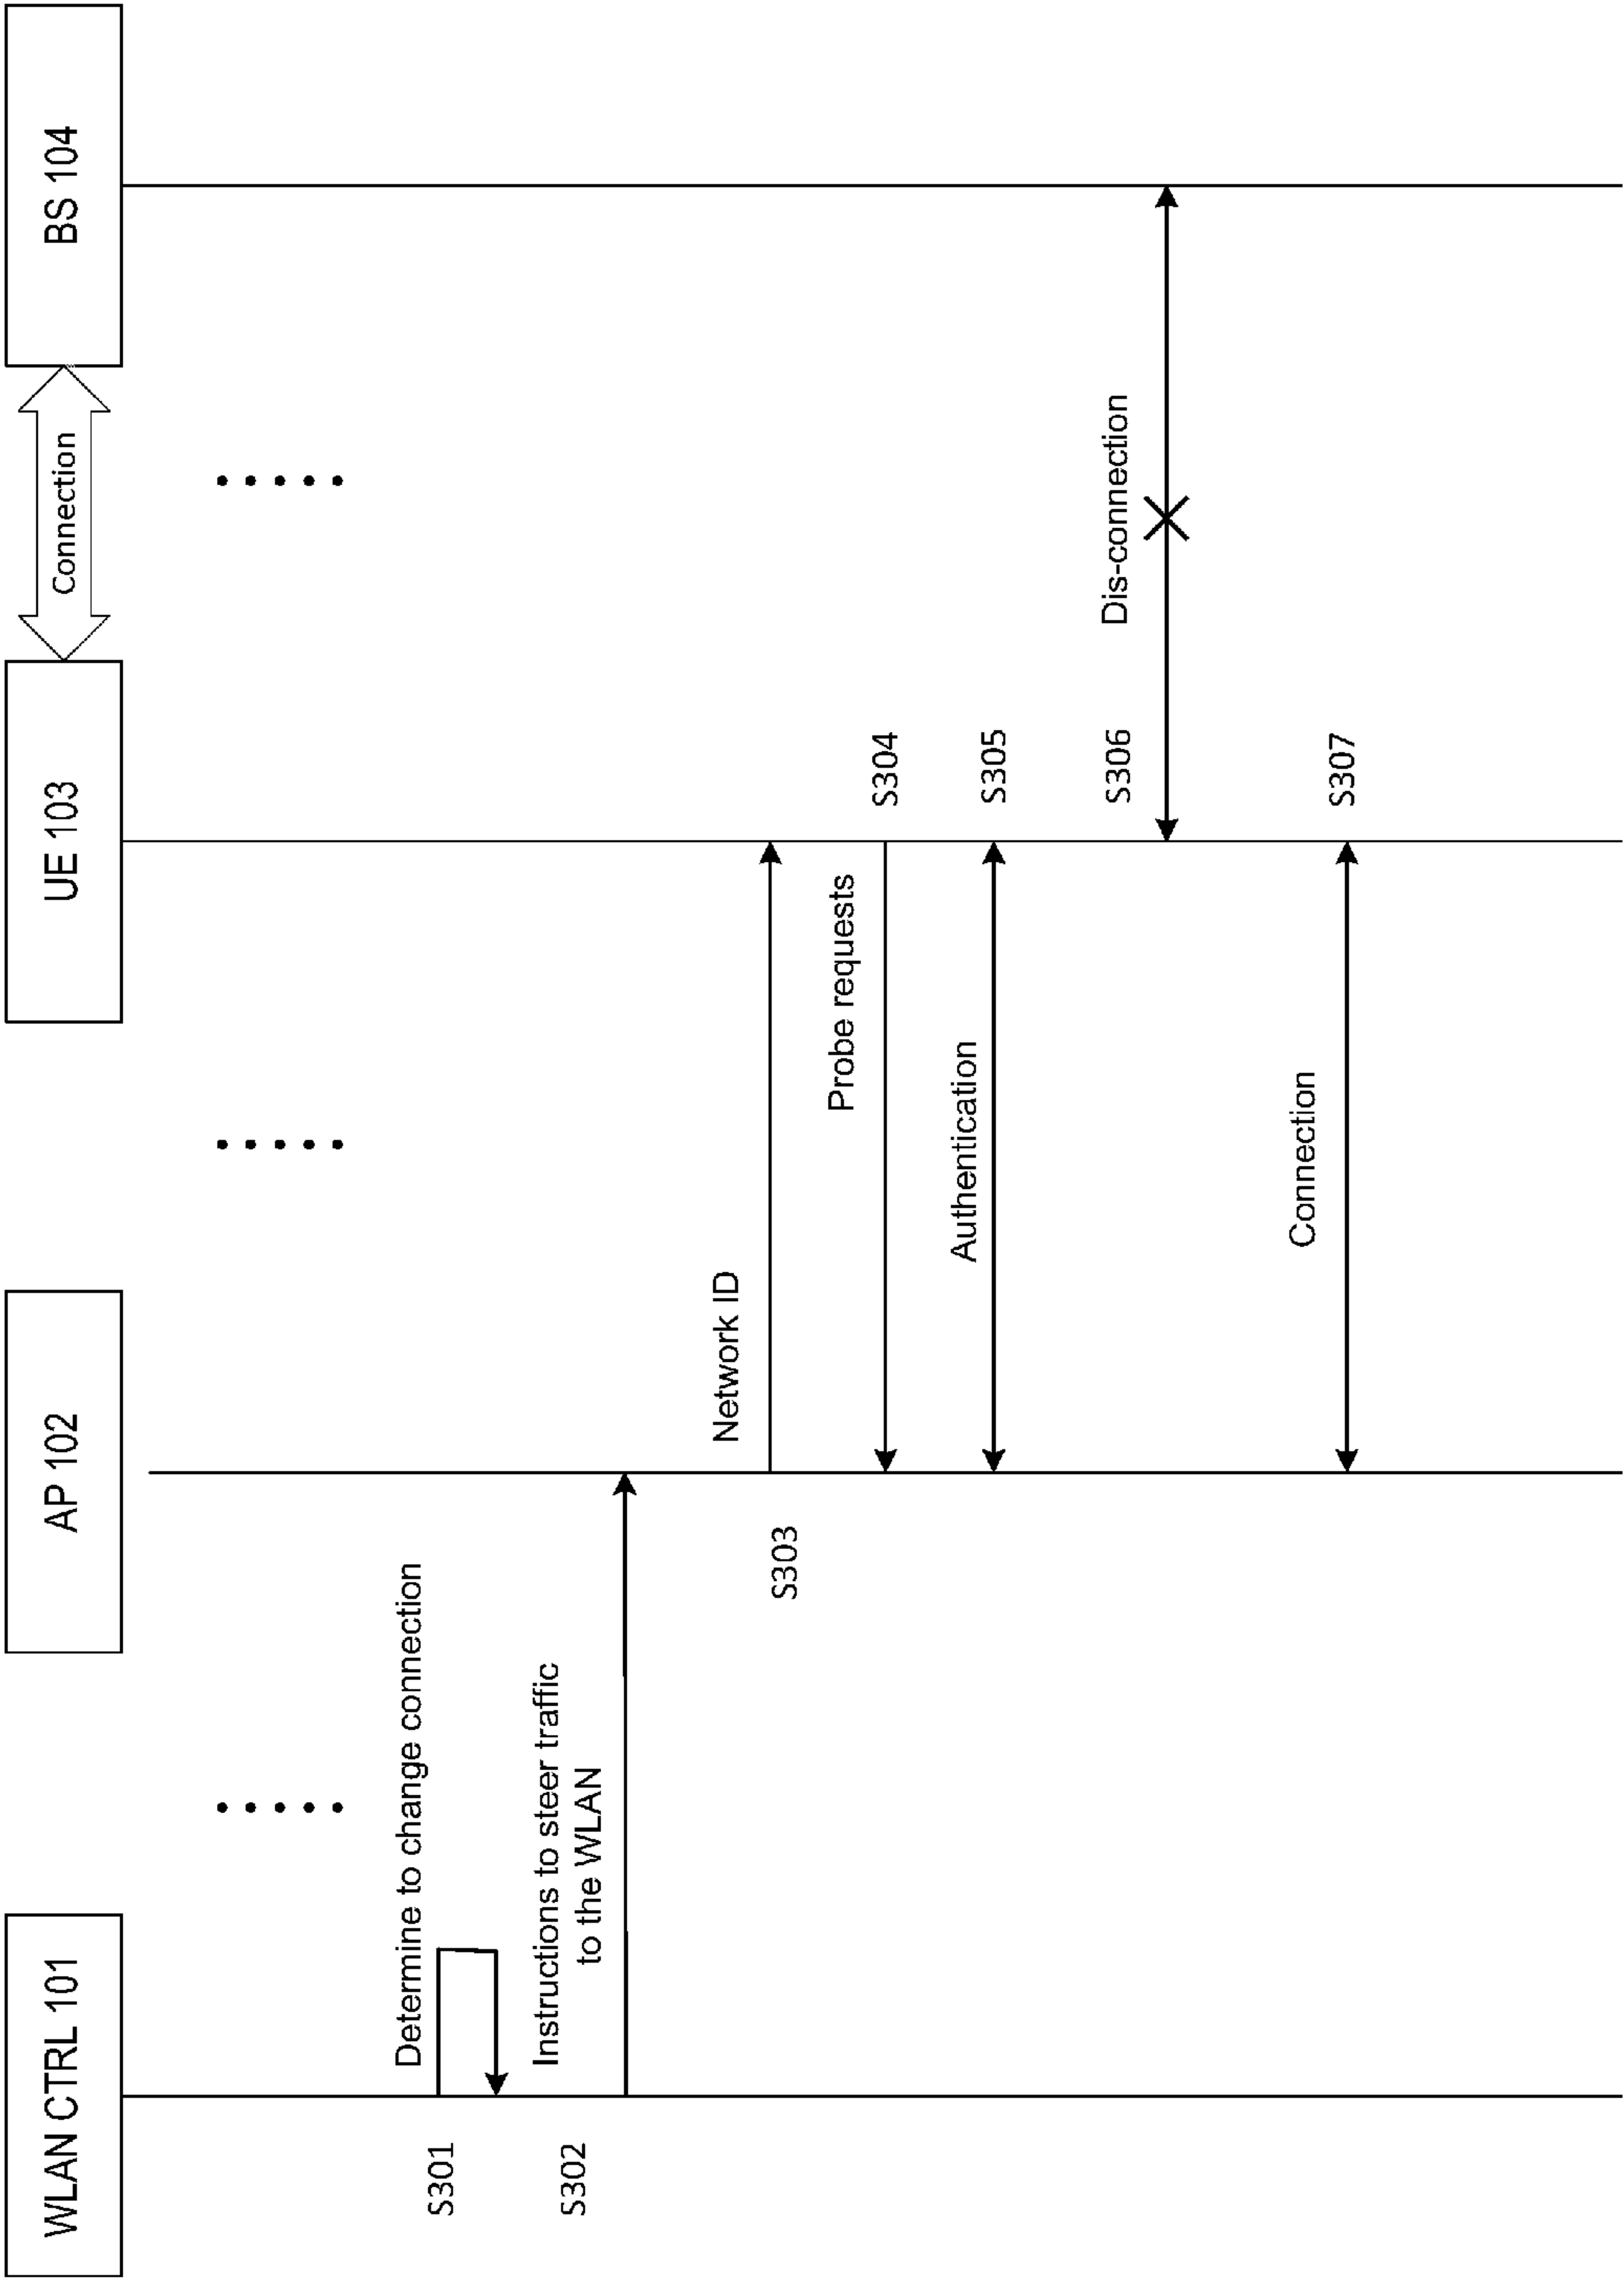 WLAN CTRL 101
AP 102
UE 103
Connection
BS 104
S301
Determine to change connection
S302
Instructions to steer traffic
to the WLAN
S303
Network ID
Probe requests
S304
Authentication
S305
S306
Dis-connection
Connection
S307